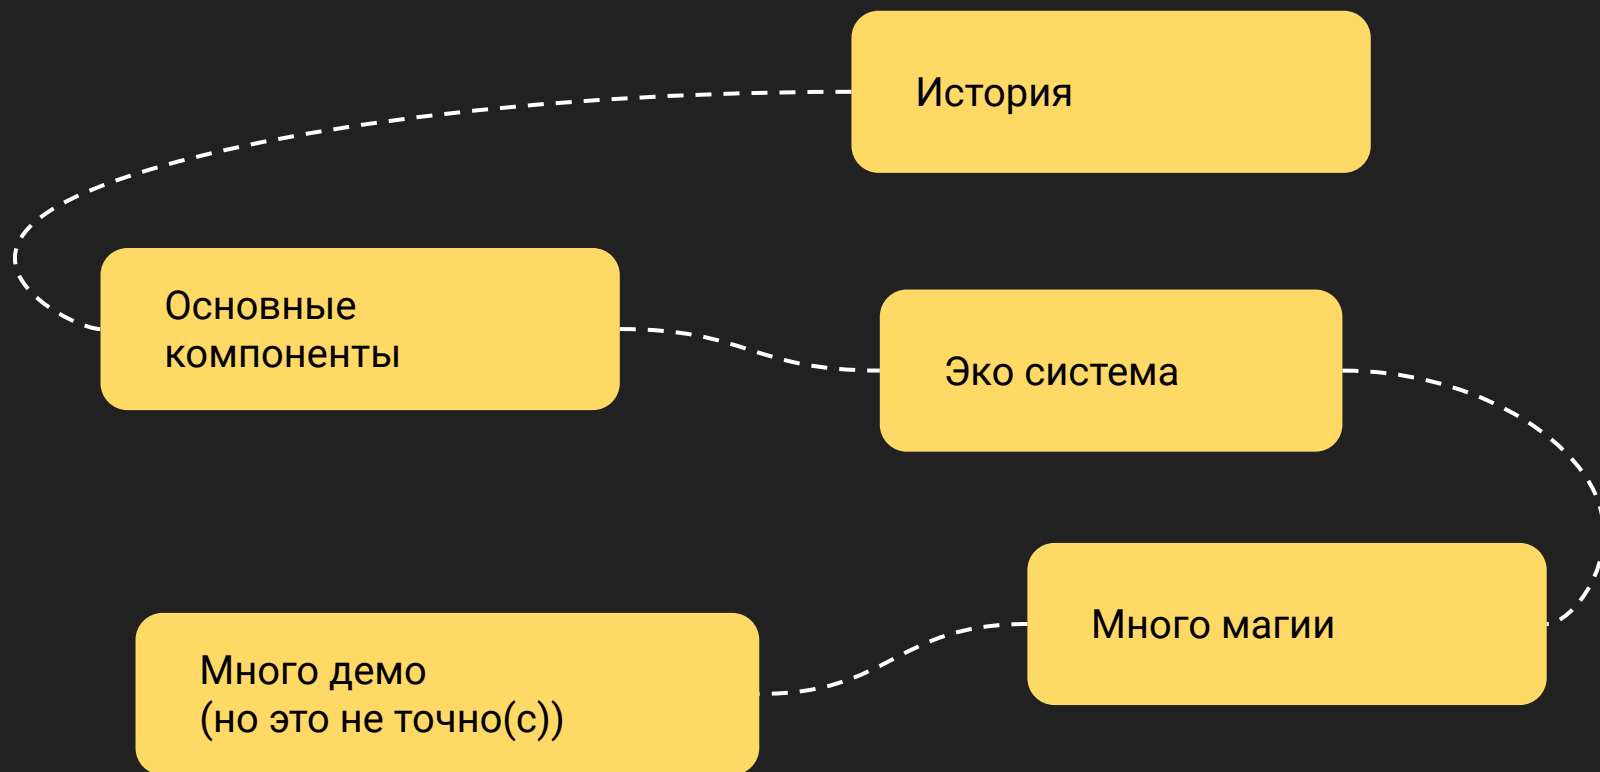 История
Основные
компоненты
Эко система
Много магии
Много демо
(но это не точно(с))